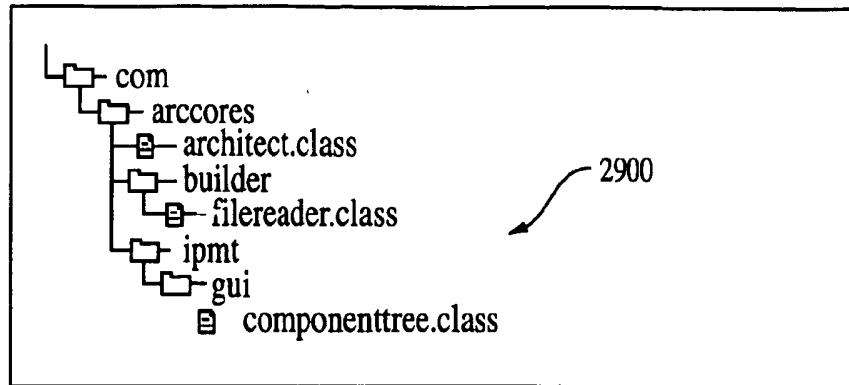 com
arccores
architect.class
builder
2900
filereader.class
ipmt
gui
componenttree.class